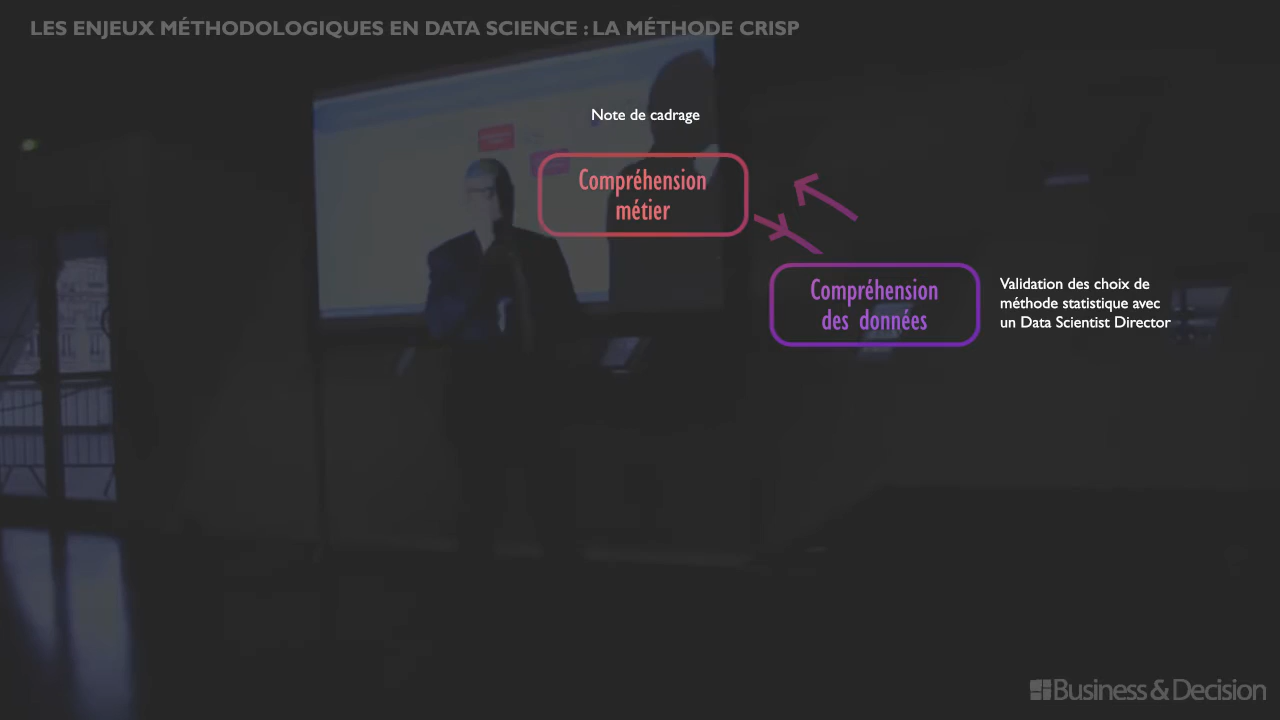 LES ENJEUX MÉTHODOLOGIQUES EN DATA SCIENCE : LA MÉTHODE CRISP
Note de cadrage
Compréhension
métier
Compréhension
des données
Validation des choix de
méthode statistique avec
un Data Scientist Director
Business & Decision